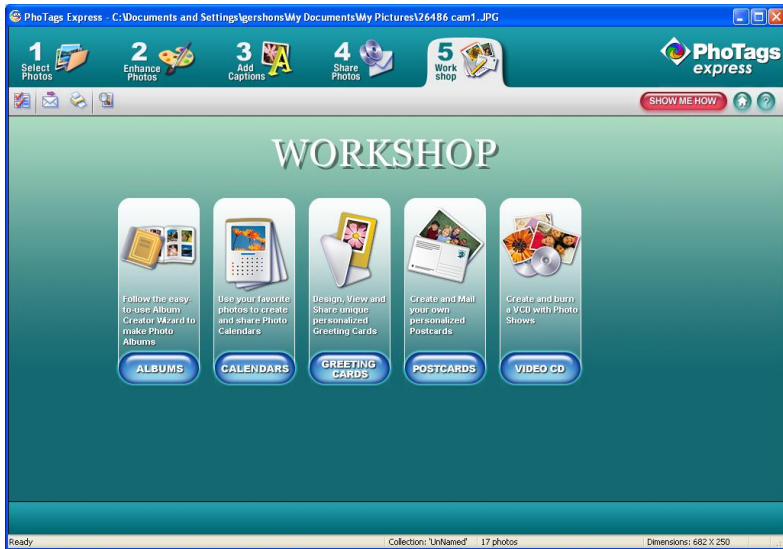 PhoTags Express - C:\Documents and Settings\gershons\My Documents\My Pictures\26486 cam1.JPG
1
Select
Photos
2
Enhance
Photos
3
Add
Captions
4
Share
Photos
5
Work
shop
PhoTags
express
SHOW ME HOW
WORKSHOP
Follow the easy-
to-use Album
Creator Wizard to
make Photo
Albums
ALBUMS
Use your favorite
photos to create
and share Photo
Calendars
CALENDARS
Design, View and
Share unique
personalized
Greeting Cards
GREETING
CARDS
Create and Mail
your own
personalized
Postcards
POSTCARDS
Create and burn
a VCD with Photo
Shows
VIDEO CD
Ready
Collection: 'UnNamed'
17 photos
Dimensions: 682 X 250